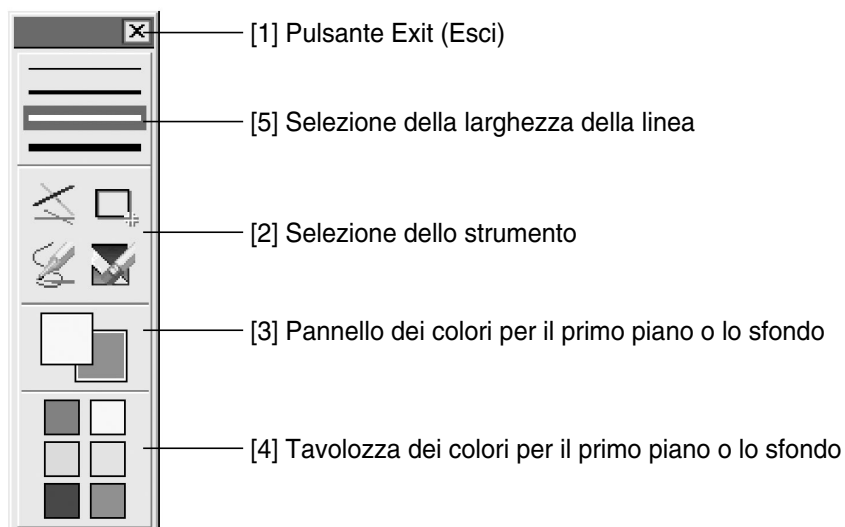 [1] Pulsante Exit (Esci)
[5] Selezione della larghezza della linea
[2] Selezione dello strumento
[3] Pannello dei colori per il primo piano o lo sfondo
[4] Tavolozza dei colori per il primo piano o lo sfondo